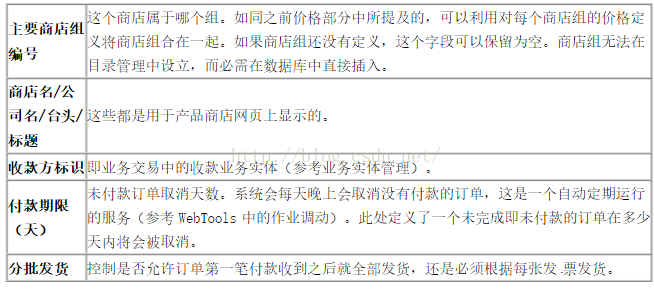 主要商店组编号
这个商店属于哪个组。如同之前价格部分中所提及的，可以利用对每个商店组的价格定
义将商店组合在一起。如果商店组还没有定义，这个字段可以保留为空。商店组无法在
目录管理中设立，而必需在数据库中直接插入。
商店名/公
司名/台头/
标题
这些都是用于产品商店网页上显示的。
http://blog.csdn.net/
收款方标识
即业务交易中的收款业务实体（参考业务实体管理）。
付款期限
（天）
未付款订单取消天数。系统会每天晚上会取消没有付款的订单，这是一个自动定期运行
的服务（参考 WebTools 中的作业调动）。此处定义了一个未完成即未付款的订单在多少
天内将会被取消。
分批发货
控制是否允许订单第一笔付款收到之后就全部发货，还是必须根据每张发.票发货。